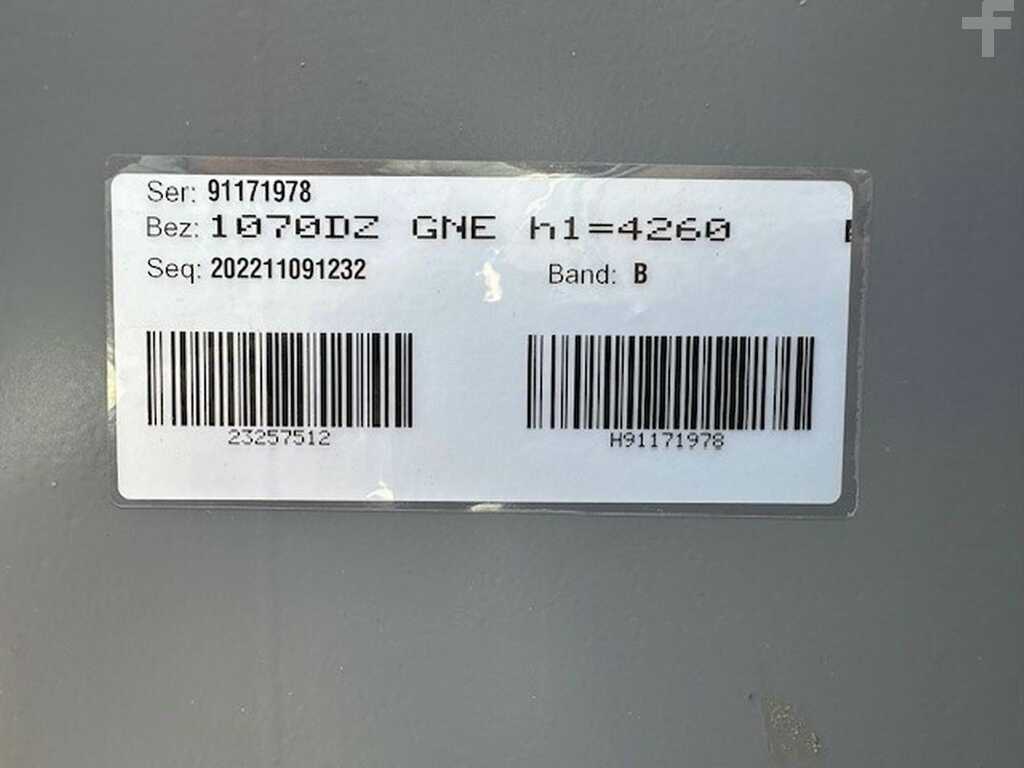 Ser: 91171978
Bez: 1070DZ GNE h1=4260
Seq: 202211091232 Band: B
23257512 H91171978